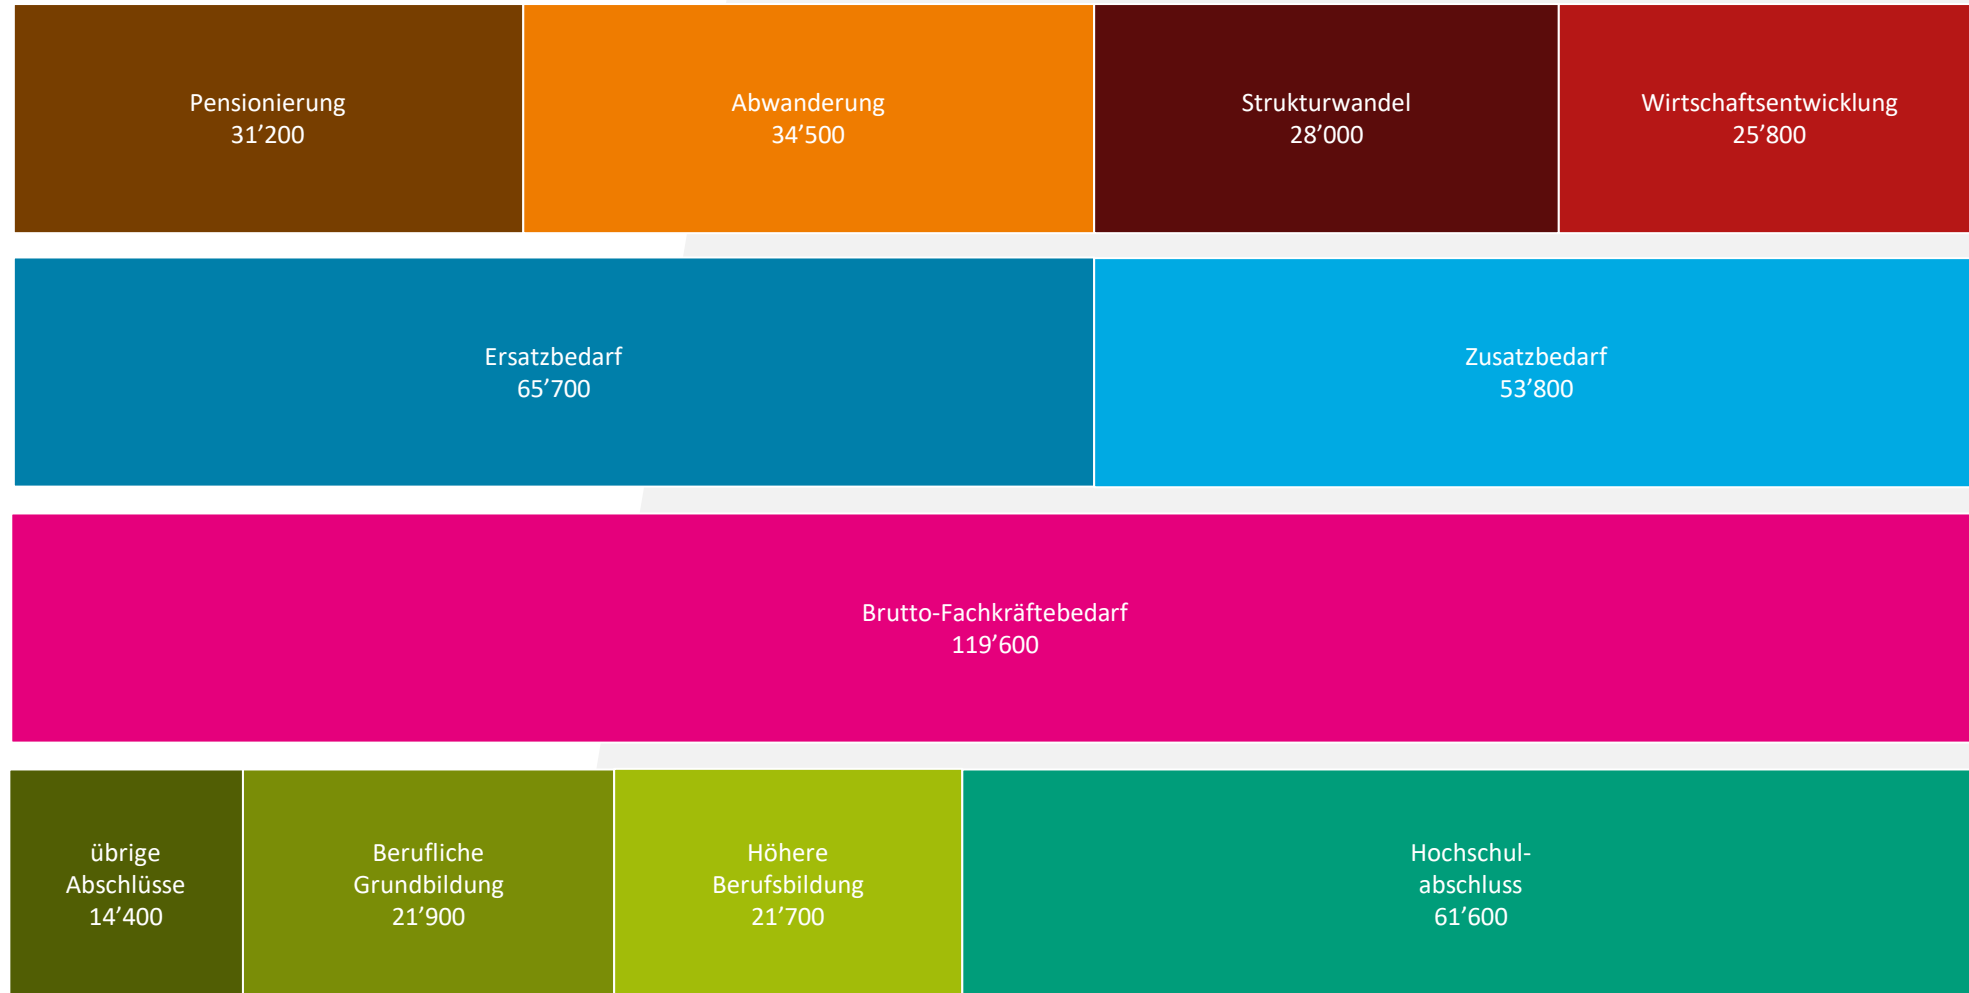 Pensionierung
31’200
Abwanderung
34’500
Strukturwandel
28’000
Wirtschaftsentwicklung
25’800
Ersatzbedarf
65’700
Zusatzbedarf
53’800
Brutto-Fachkräftebedarf
119’600
übrige
Abschlüsse
14’400
Berufliche
Grundbildung
21’900
Höhere
Berufsbildung
21’700
Hochschul-
abschluss
61’600